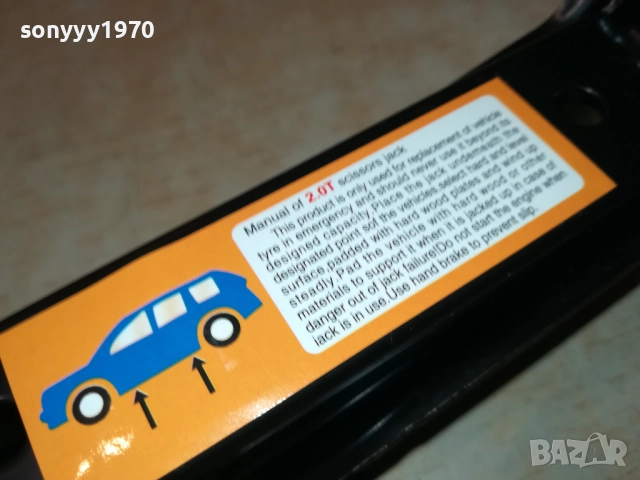 sonyyy1970
Manual of 2.0T scissors jack
This product is only used for replacement of vehicle
tyre in emergency and should never use it beyond its
designed capacity.Place the jack underneath the
designated point sof the vehicles,select hard and level
surface,padded with hard wood plates and wind up
steadly.Pad the vehicle with hard wood or other
materials to support it when it is jacked up in case of
danger out of jack failure!Do not start the engine when
lack is in use.Use hand brake to prevent slip.
BAZAR
bg